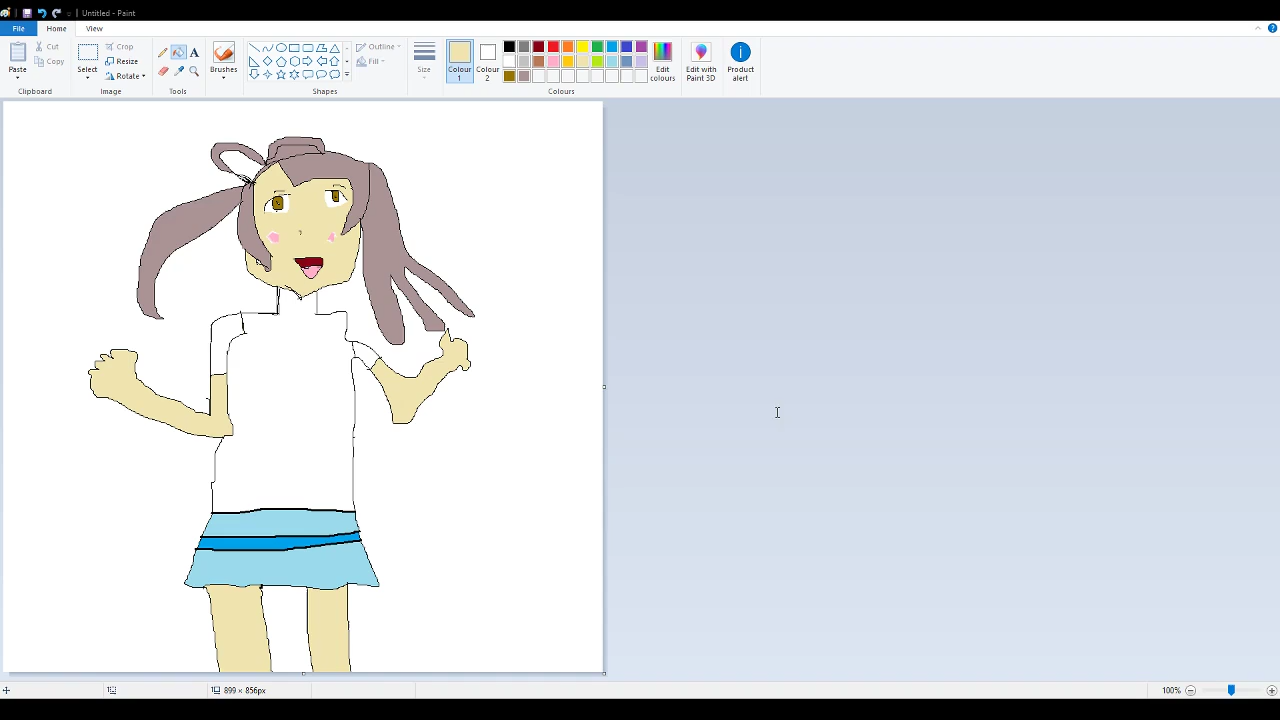 Untitled - Paint
File Home View
Paste
Cut
Copy
Clipboard
Select
Crop
Resize
Rotate
Image
A
Tools
Brushes
Outline
Fill
Shapes
Size
Colour 1
Colour 2
Edit colours
Colours
Edit with Paint 3D
Product alert
899 × 856px
100%